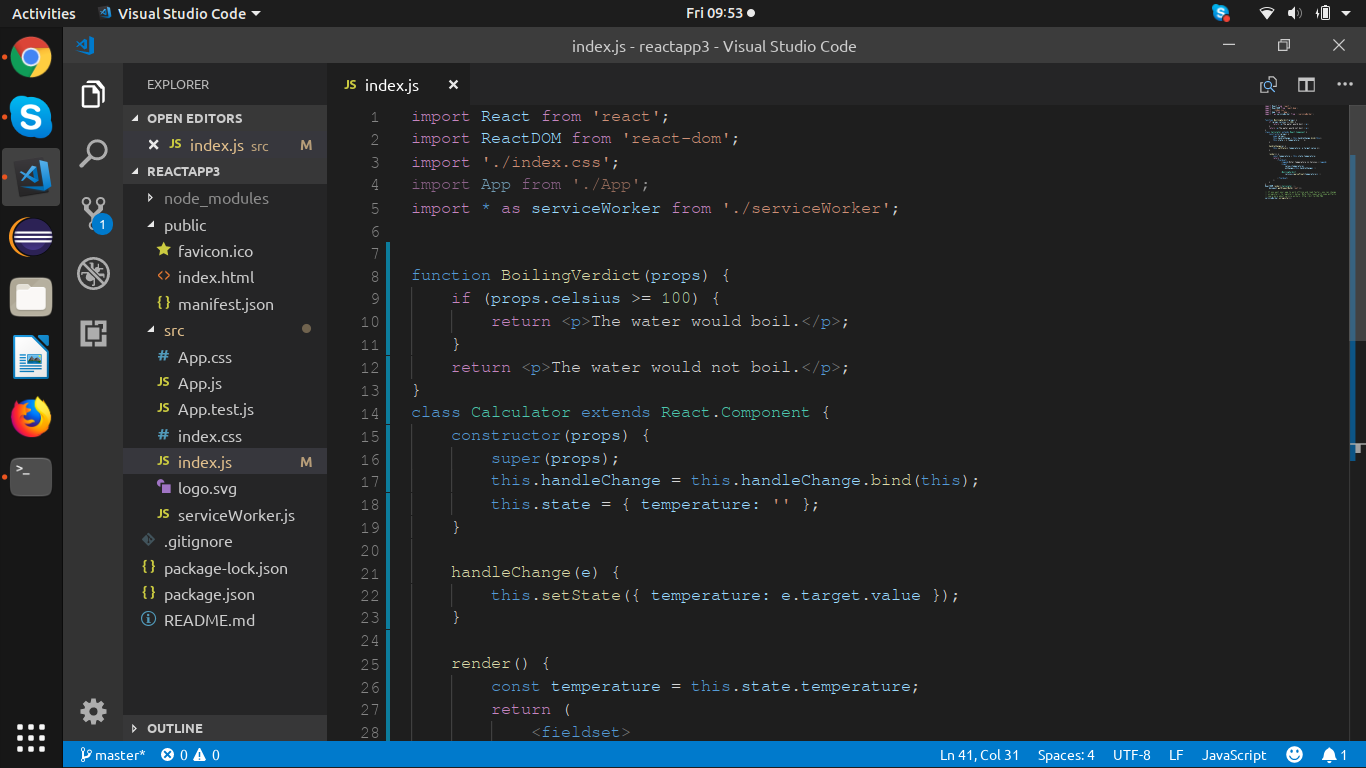 Activities Visual Studio Code Fri 09:53
index.js - reactapp3 - Visual Studio Code
EXPLORER
OPEN EDITORS
JS index.js src M
REACTAPP3
node_modules
public
favicon.ico
<> index.html
{} manifest.json
src
# App.css
JS App.js
JS App.test.js
# index.css
JS index.js M
logo.svg
JS serviceWorker.js
.gitignore
{} package-lock.json
{} package.json
README.md
OUTLINE
1
JS index.js
1 import React from 'react';
2 import ReactDOM from 'react-dom';
3 import './index.css';
4 import App from './App';
5 import * as serviceWorker from './serviceWorker';
6
7
8 function BoilingVerdict(props) {
9     if (props.celsius >= 100) {
10         return <p>The water would boil.</p>;
11     }
12     return <p>The water would not boil.</p>;
13 }
14 class Calculator extends React.Component {
15     constructor(props) {
16         super(props);
17         this.handleChange = this.handleChange.bind(this);
18         this.state = { temperature: '' };
19     }
20
21     handleChange(e) {
22         this.setState({ temperature: e.target.value });
23     }
24
25     render() {
26         const temperature = this.state.temperature;
27         return (
28             <fieldset>
master* 0 0 Ln 41, Col 31 Spaces: 4 UTF-8 LF JavaScript 1